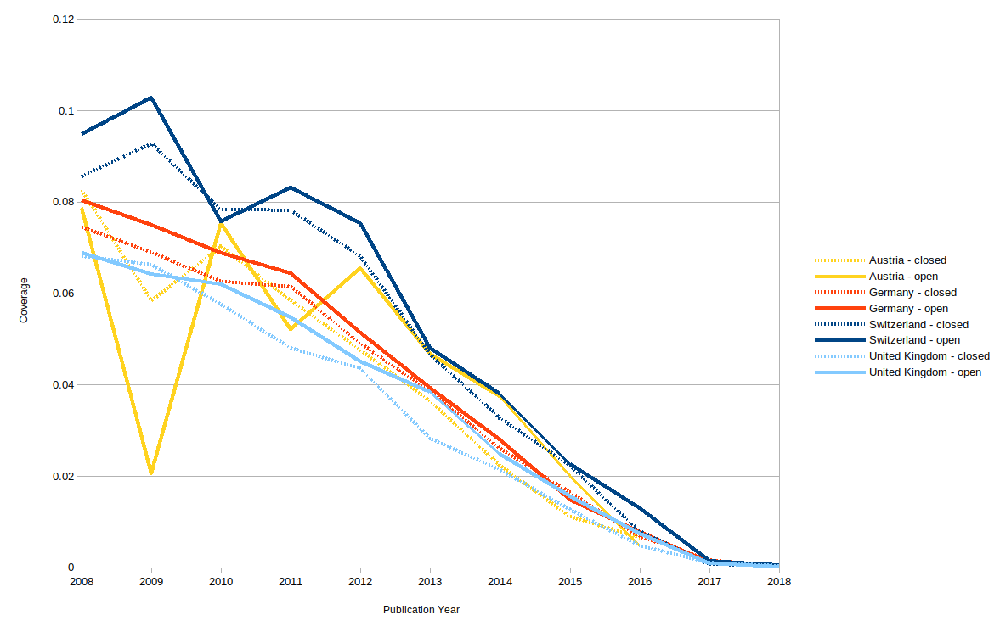 0.12
0.1
0.08
0.06
0.04
0.02
0
Coverage
2008 2009 2010 2011 2012 2013 2014 2015 2016 2017 2018
Publication Year
Austria - closed
Austria - open
Germany - closed
Germany - open
Switzerland - closed
Switzerland - open
United Kingdom - closed
United Kingdom - open